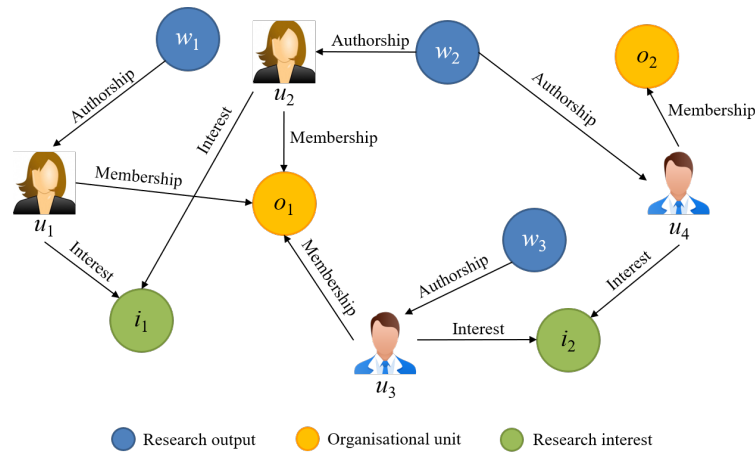 w1
Authorship
w2
o2
Authorship
u2
Authorship
Membership
Interest
Membership
Membership
o1
u1
u4
w3
Interest
Membership
Authorship
Interest
i1
Interest
i2
u3
Research output
Organisational unit
Research interest